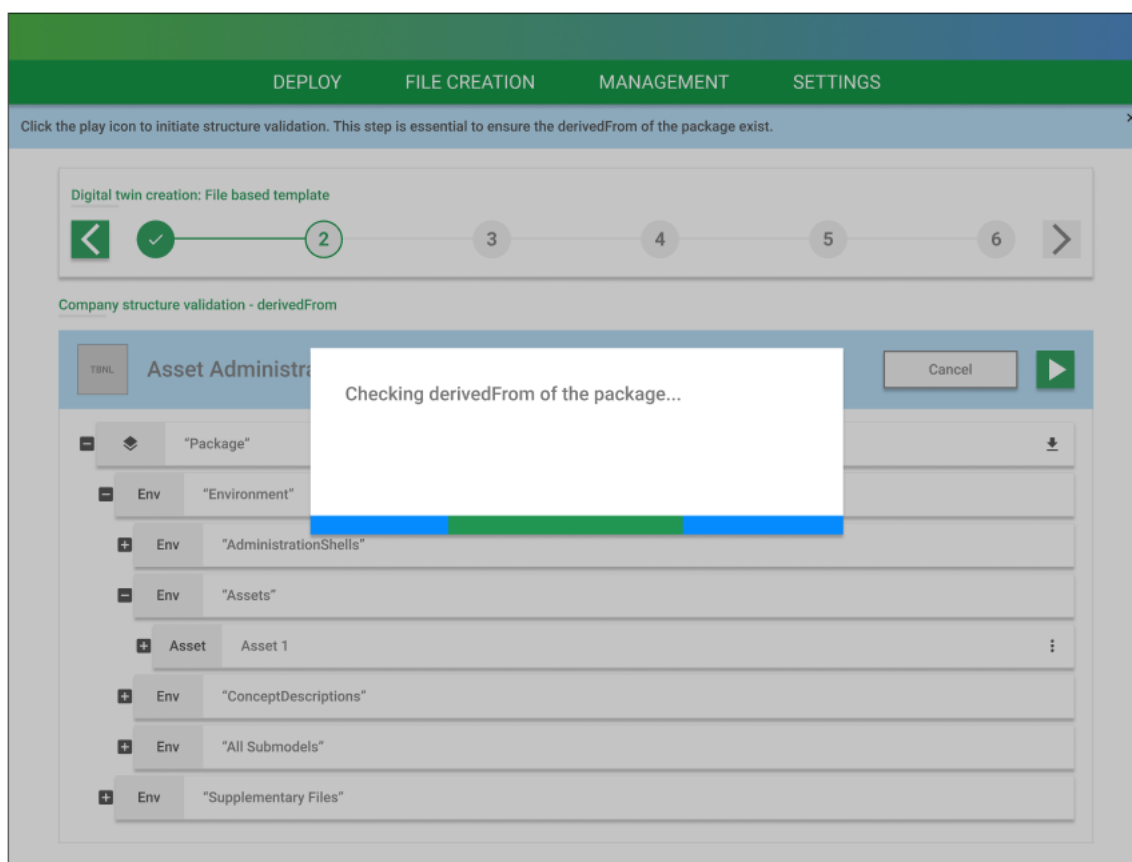 DEPLOY FILE CREATION MANAGEMENT SETTINGS
Click the play icon to initiate structure validation. This step is essential to ensure the derivedFrom of the package exist.
Digital twin creation: File based template
2 3 4 5 6
Company structure validation - derivedFrom
Asset Administra
Cancel
Checking derivedFrom of the package...
“Package”
Env “Environment”
Env “AdministrationShells”
Env “Assets”
Asset Asset 1
Env “ConceptDescriptions”
Env “All Submodels”
Env “Supplementary Files”